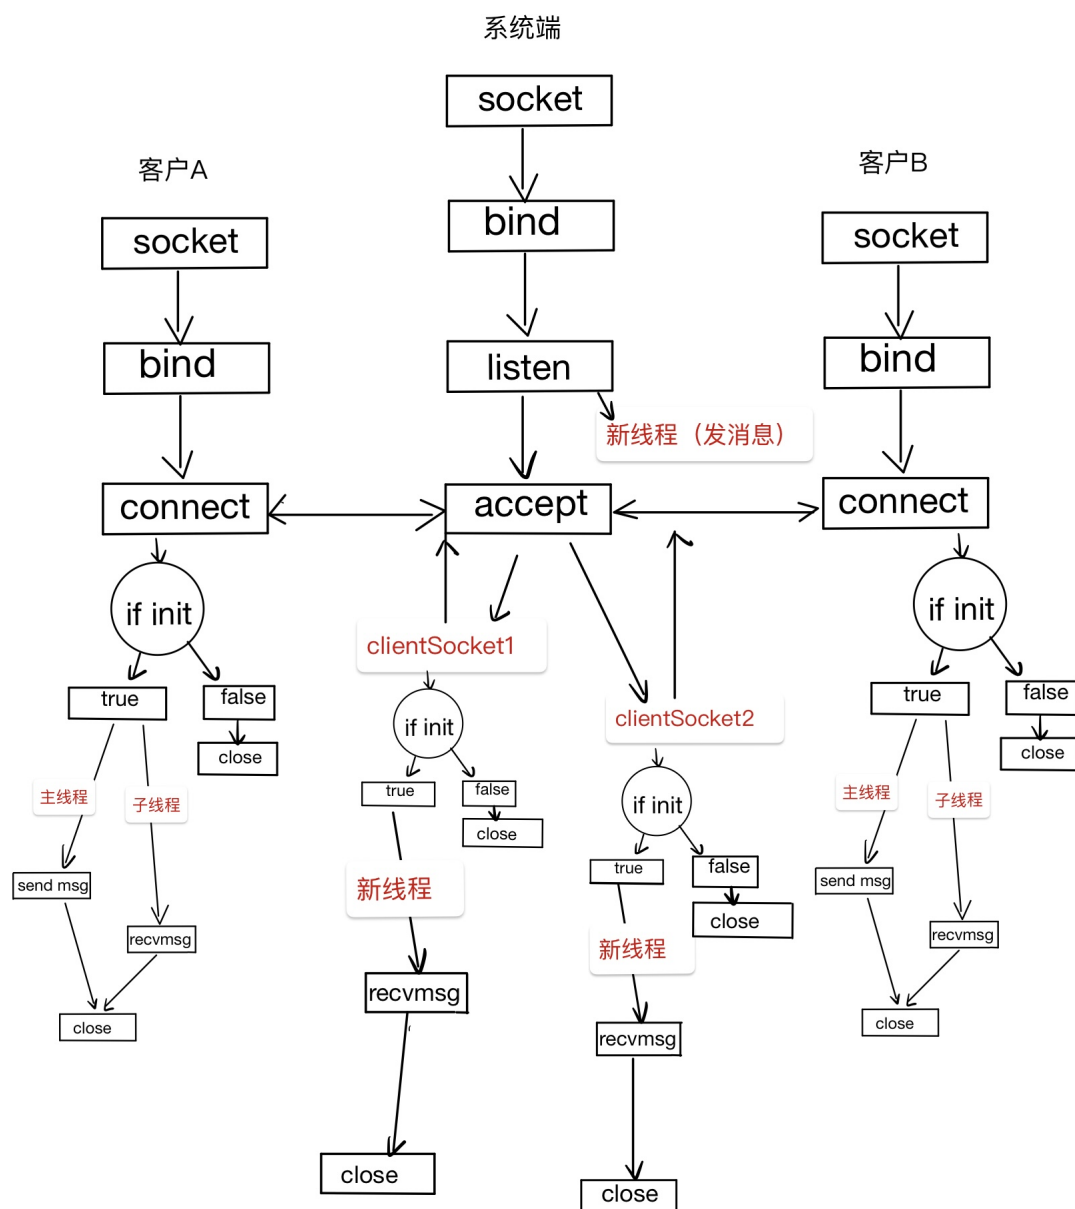 系统端
socket
bind
listen
新线程（发消息）
accept
客户A
socket
bind
connect
if init
true
false
close
主线程
子线程
send msg
recvmsg
close
clientSocket1
if init
true
false
close
新线程
recvmsg
close
clientSocket2
if init
true
false
close
新线程
recvmsg
close
客户B
socket
bind
connect
if init
true
false
close
主线程
子线程
send msg
recvmsg
close